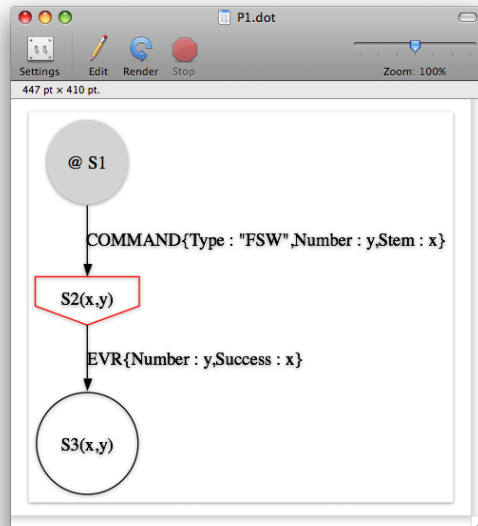 P1.dot
Settings Edit Render Stop Zoom: 100%
447 pt × 410 pt.
@ S1
COMMAND{Type : "FSW",Number : y,Stem : x}
S2(x,y)
EVR{Number : y,Success : x}
S3(x,y)